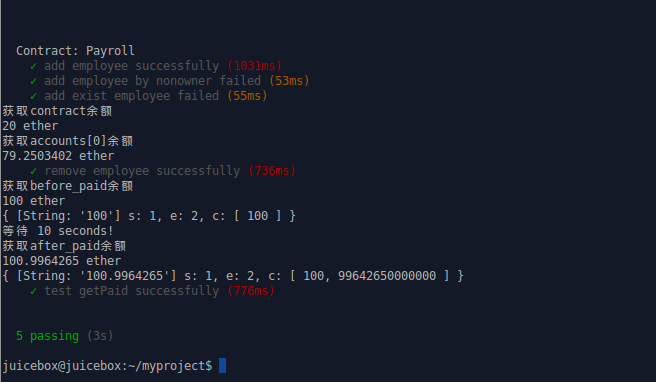 Contract: Payroll
✓ add employee successfully (1031ms)
✓ add employee by nonowner failed (53ms)
✓ add exist employee failed (55ms)
获取contract余额
20 ether
获取accounts[0]余额
79.2503402 ether
✓ remove employee successfully (736ms)
获取before_paid余额
100 ether
{ [String: '100'] s: 1, e: 2, c: [ 100 ] }
等待 10 seconds!
获取after_paid余额
100.9964265 ether
{ [String: '100.9964265'] s: 1, e: 2, c: [ 100, 99642650000000 ] }
✓ test getPaid successfully (776ms)
5 passing (3s)
juicebox@juicebox:~/myproject$